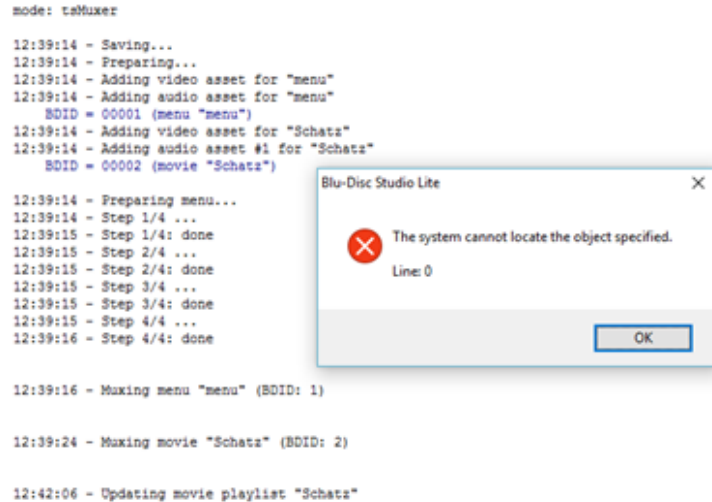 mode: tsMuxer
12:39:14 - Saving...
12:39:14 - Preparing...
12:39:14 - Adding video asset for "menu"
12:39:14 - Adding audio asset for "menu"
BDID = 00001 (menu "menu")
12:39:14 - Adding video asset for "Schatz"
12:39:14 - Adding audio asset #1 for "Schatz"
BDID = 00002 (movie "Schatz")
12:39:14 - Preparing menu...
12:39:14 - Step 1/4 ...
12:39:15 - Step 1/4: done
12:39:15 - Step 2/4 ...
12:39:15 - Step 2/4: done
12:39:15 - Step 3/4 ...
12:39:15 - Step 3/4: done
12:39:15 - Step 4/4 ...
12:39:16 - Step 4/4: done
12:39:16 - Muxing menu "menu" (BDID: 1)
12:39:24 - Muxing movie "Schatz" (BDID: 2)
12:42:06 - Updating movie playlist "Schatz"
Blu-Disc Studio Lite
The system cannot locate the object specified.
Line: 0
OK